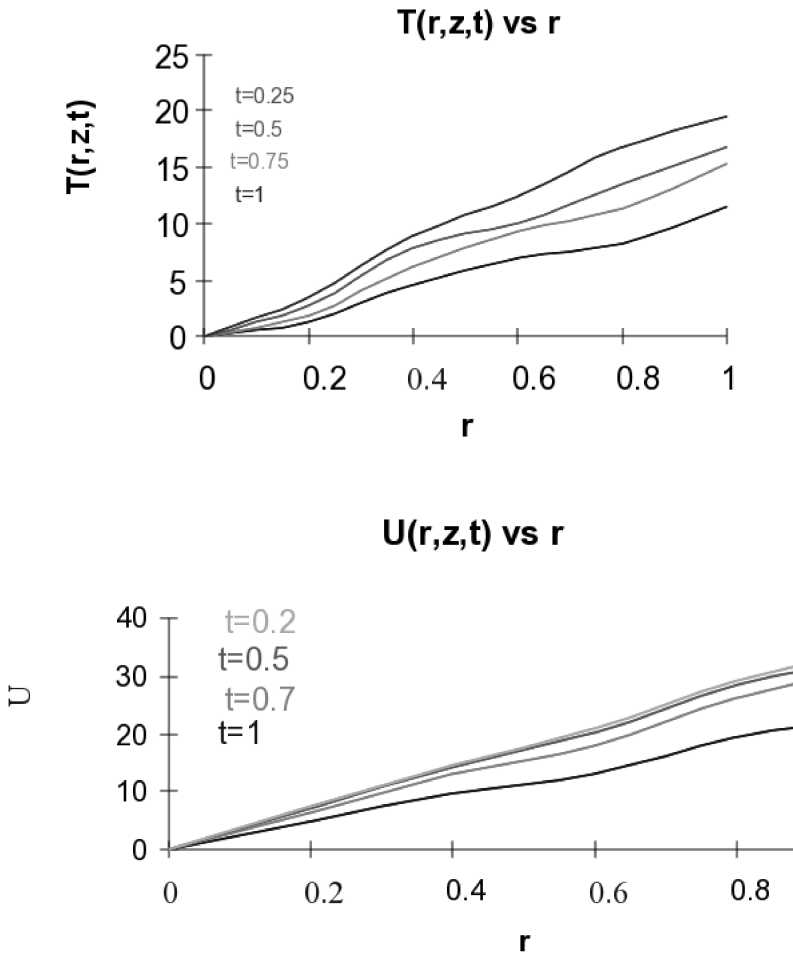 T(r,z,t) vs r
T(r,z,t)
25
20
15
10
5
0
t=0.25
t=0.5
t=0.75
t=1
0 0.2 0.4 0.6 0.8 1
r
U(r,z,t) vs r
U
40
30
20
10
0
t=0.2
t=0.5
t=0.7
t=1
0 0.2 0.4 0.6 0.8
r